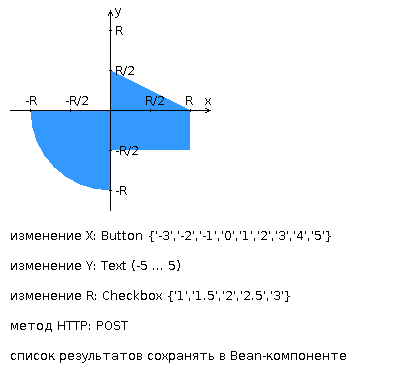 y
R
R/2
-R
-R/2
R/2
R
x
-R/2
-R
изменение X: Button {'-3','-2','-1','0','1','2','3','4','5'}
изменение Y: Text (-5 ... 5)
изменение R: Checkbox {'1','1.5','2','2.5','3'}
метод HTTP: POST
список результатов сохранять в Bean-компоненте